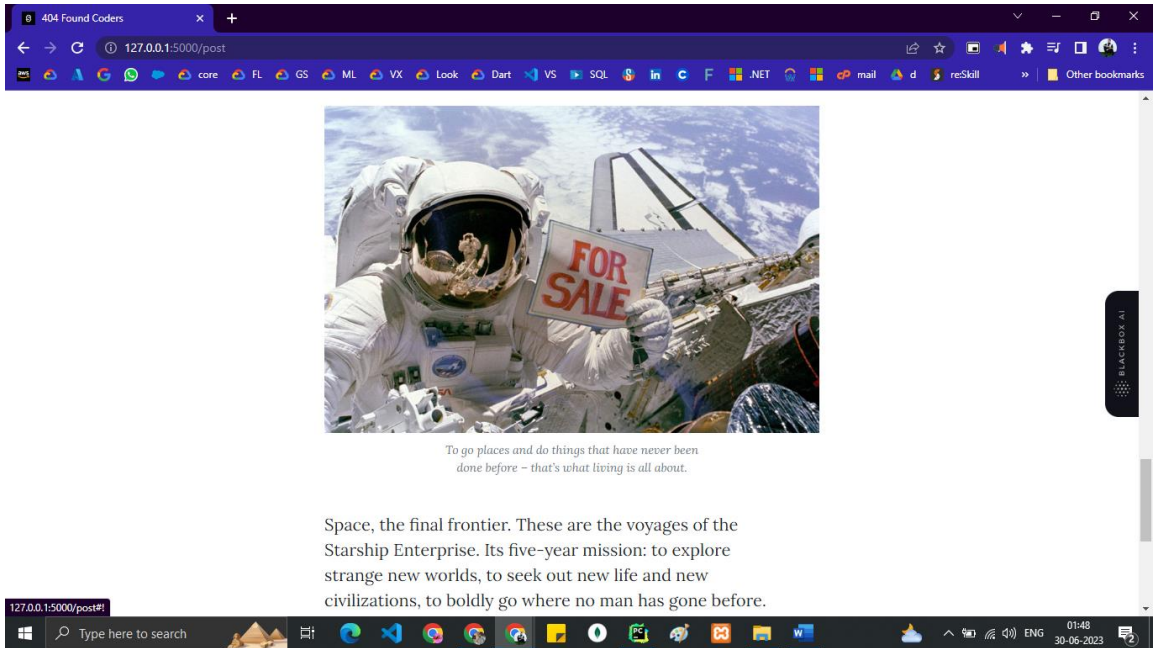 404 Found Coders
127.0.0.1:5000/post
aws
core
FL
GS
ML
VX
Look
Dart
VS
SQL
in
C
F
.NET
cP mail
d
re:Skill
»
Other bookmarks
FOR
SALE
BLACKBOX AI
To go places and do things that have never been
done before – that's what living is all about.
Space, the final frontier. These are the voyages of the
Starship Enterprise. Its five-year mission: to explore
strange new worlds, to seek out new life and new
civilizations, to boldly go where no man has gone before.
127.0.0.1:5000/post#!
Type here to search
PC
W
ENG
01:48
30-06-2023
2